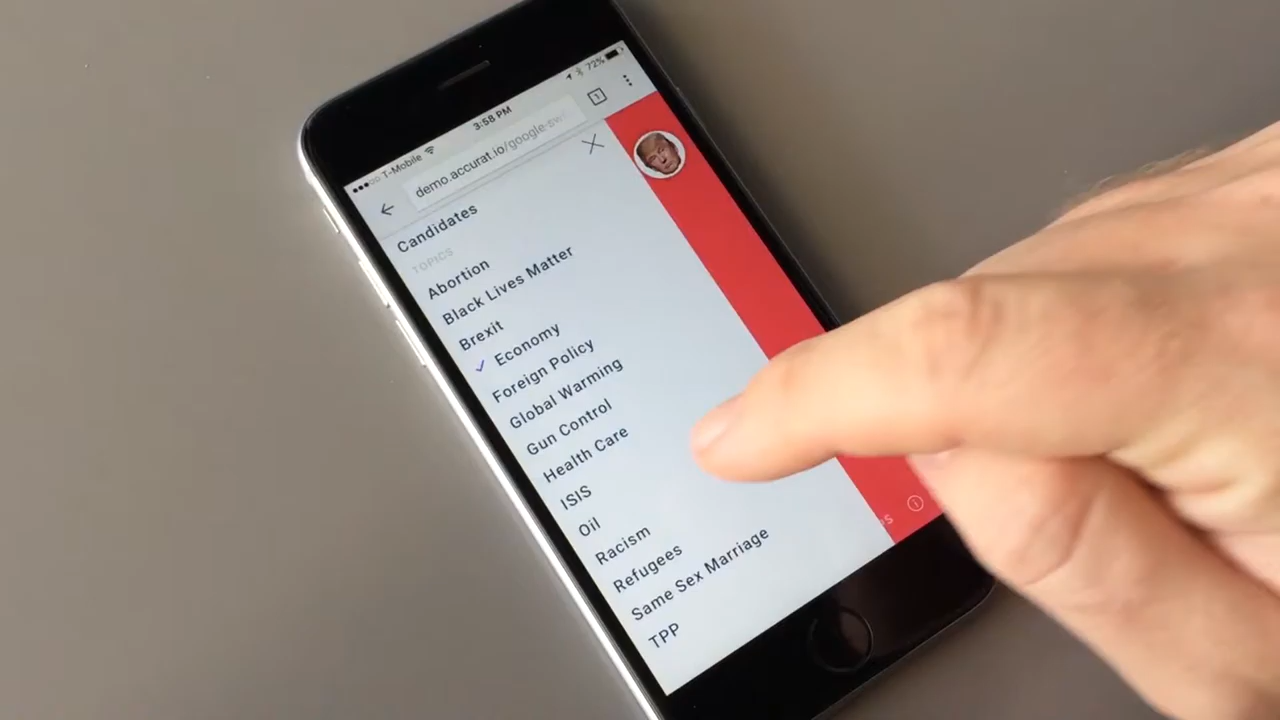 T-Mobile 3:58 PM 72%
demo.accurat.io/google-sw
1
Candidates
TOPICS
Abortion
Black Lives Matter
Brexit
Economy
Foreign Policy
Global Warming
Gun Control
Health Care
ISIS
Oil
Racism
Refugees
Same Sex Marriage
TPP